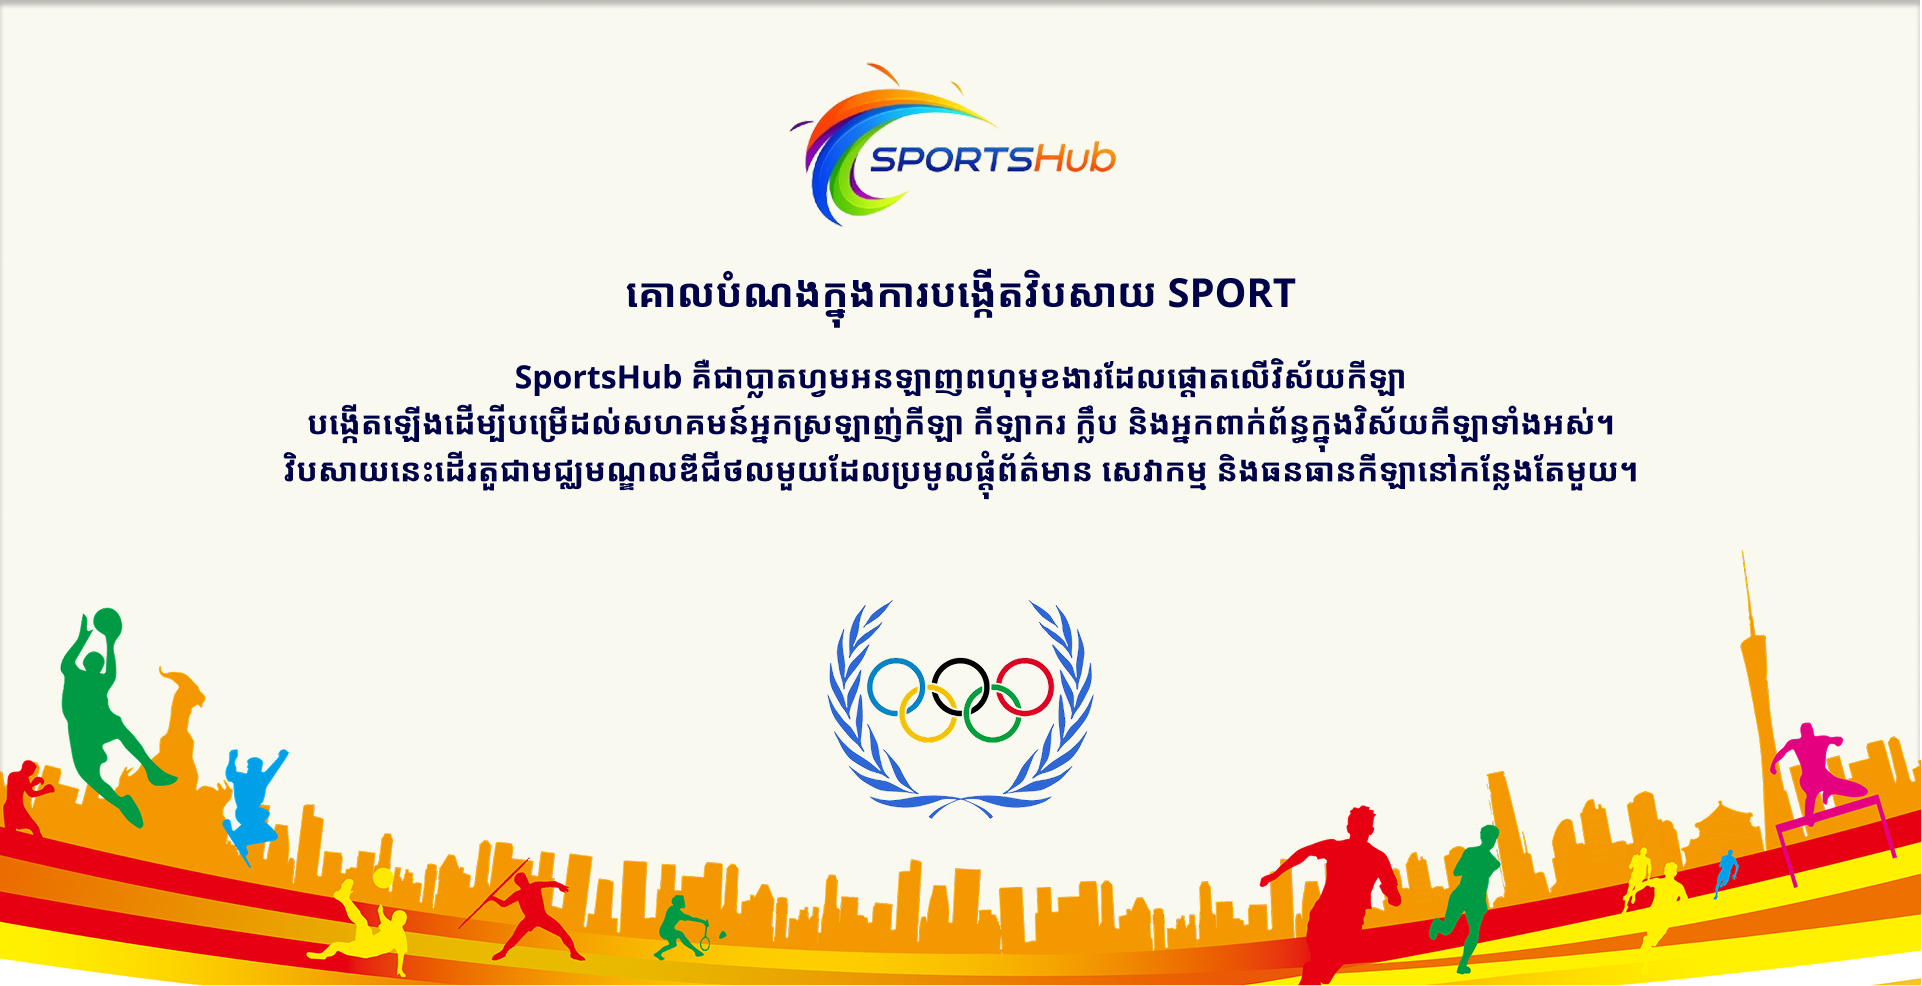 SPORTSHub
គោលបំណងក្នុងការបង្កើតវិបសាយ SPORT
SportsHub គឺជាប្លាតហ្វមអនឡាញពហុមុខងារដែលផ្តោតលើវិស័យកីឡា
បង្កើតឡើងដើម្បីបម្រើដល់សហគមន៍អ្នកស្រឡាញ់កីឡា កីឡាករ ក្លឹប និងអ្នកពាក់ព័ន្ធក្នុងវិស័យកីឡាទាំងអស់។
វិបសាយនេះដើរតួជាមជ្ឈមណ្ឌលឌីជីថលមួយដែលប្រមូលផ្តុំព័ត៌មាន សេវាកម្ម និងធនធានកីឡានៅកន្លែងតែមួយ។